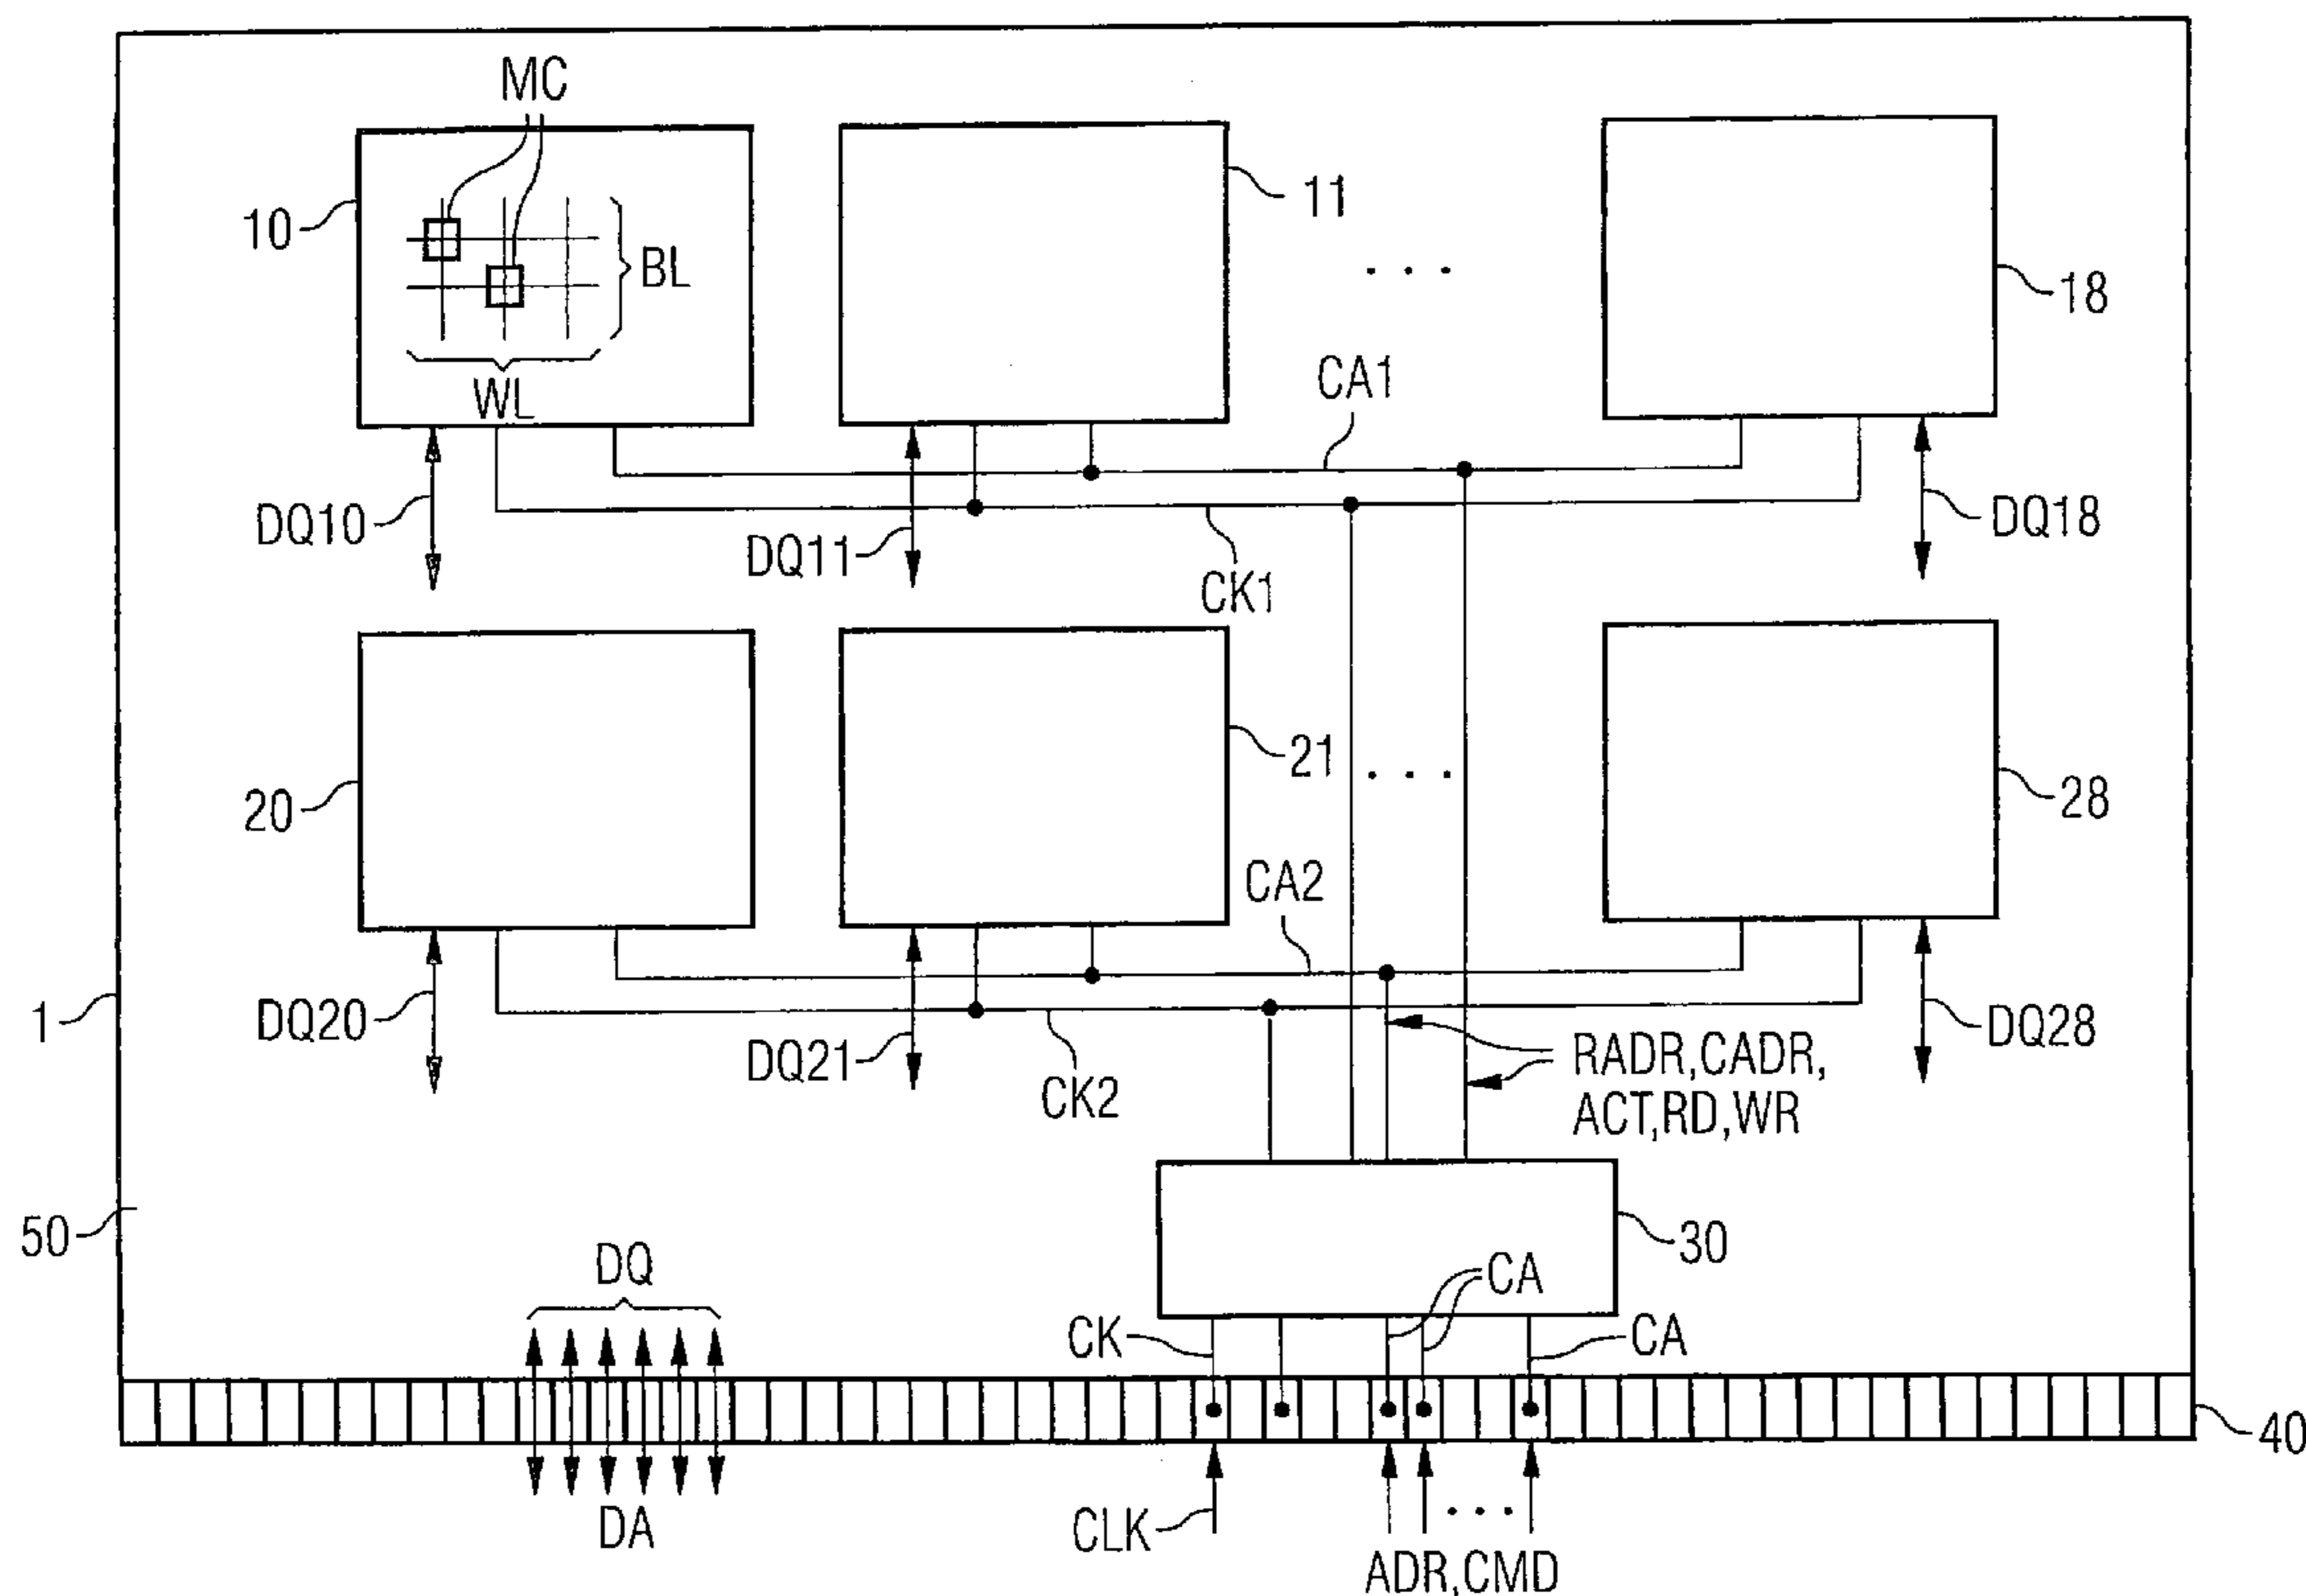 MC
10
11
18
BL
WL
CA1
DQ10
DQ11
CK1
DQ18
20
21
28
CA2
1
DQ20
DQ21
CK2
DQ28
RADR,CADR,
ACT,RD,WR
50
30
DQ
CA
CK
CA
40
DA
CLK
ADR,CMD